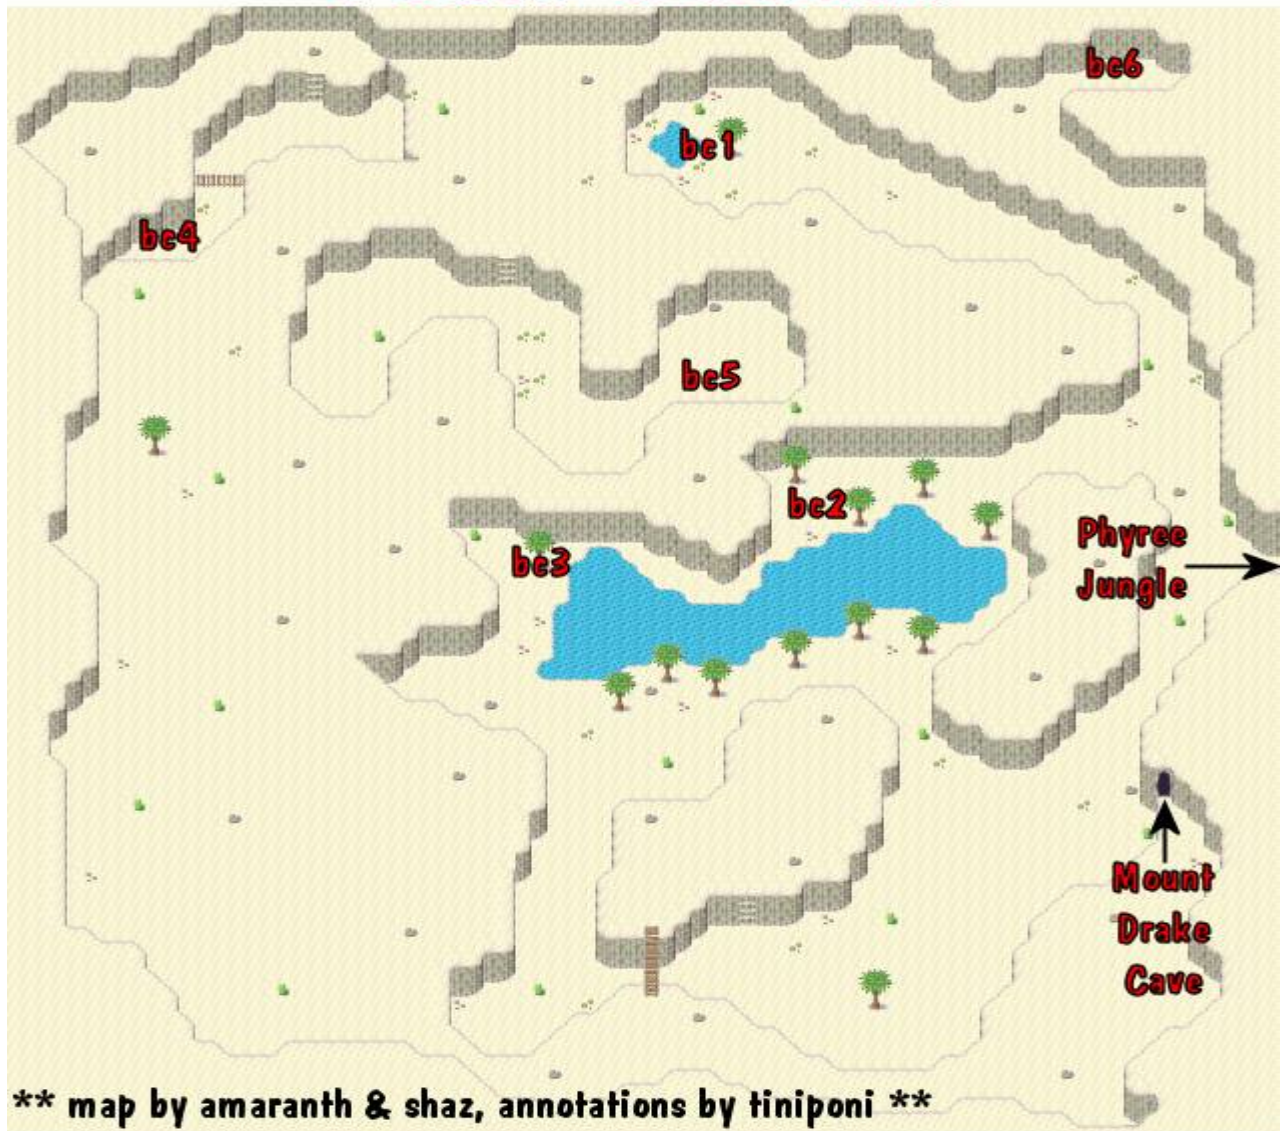 bc6
bc1
bc4
bc5
bc2
Phyree
Jungle
bc3
Mount
Drake
Cave
** map by amaranth & shaz, annotations by tiniponi **